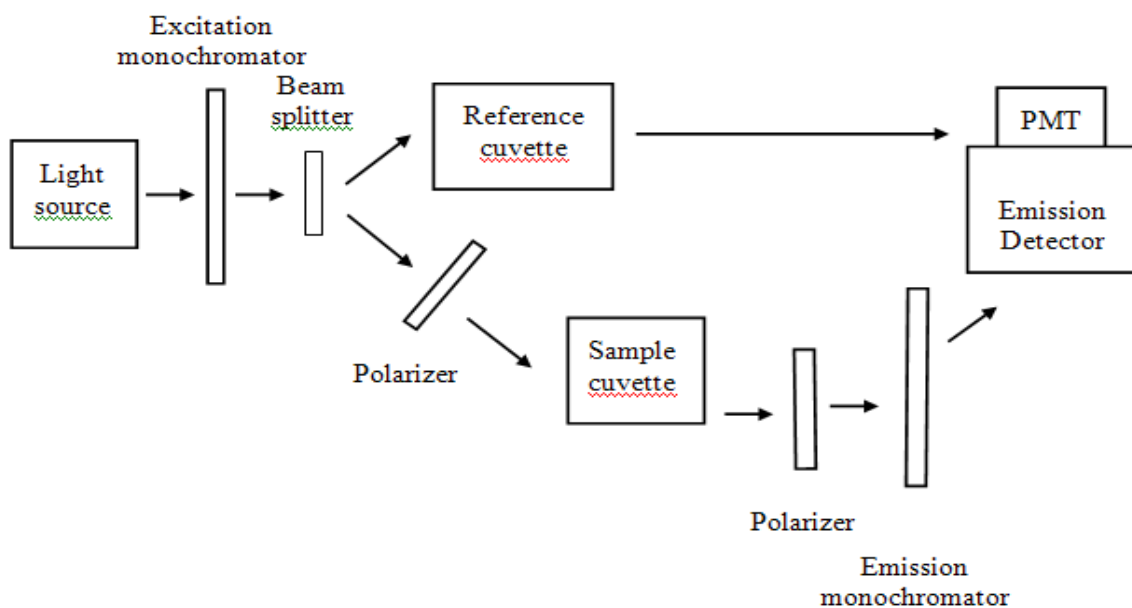 Excitation
monochromator
Beam
splitter
Reference
cuvette
PMT
Light
source
Emission
Detector
Polarizer
Sample
cuvette
Polarizer
Emission
monochromator